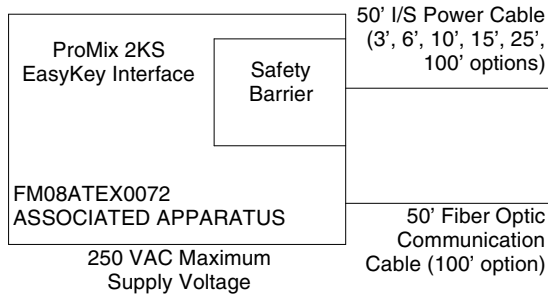 ProMix 2KS
EasyKey Interface
Safety
Barrier
50' I/S Power Cable
(3', 6', 10', 15', 25',
100' options)
FM08ATEX0072
ASSOCIATED APPARATUS
250 VAC Maximum
Supply Voltage
50' Fiber Optic
Communication
Cable (100' option)